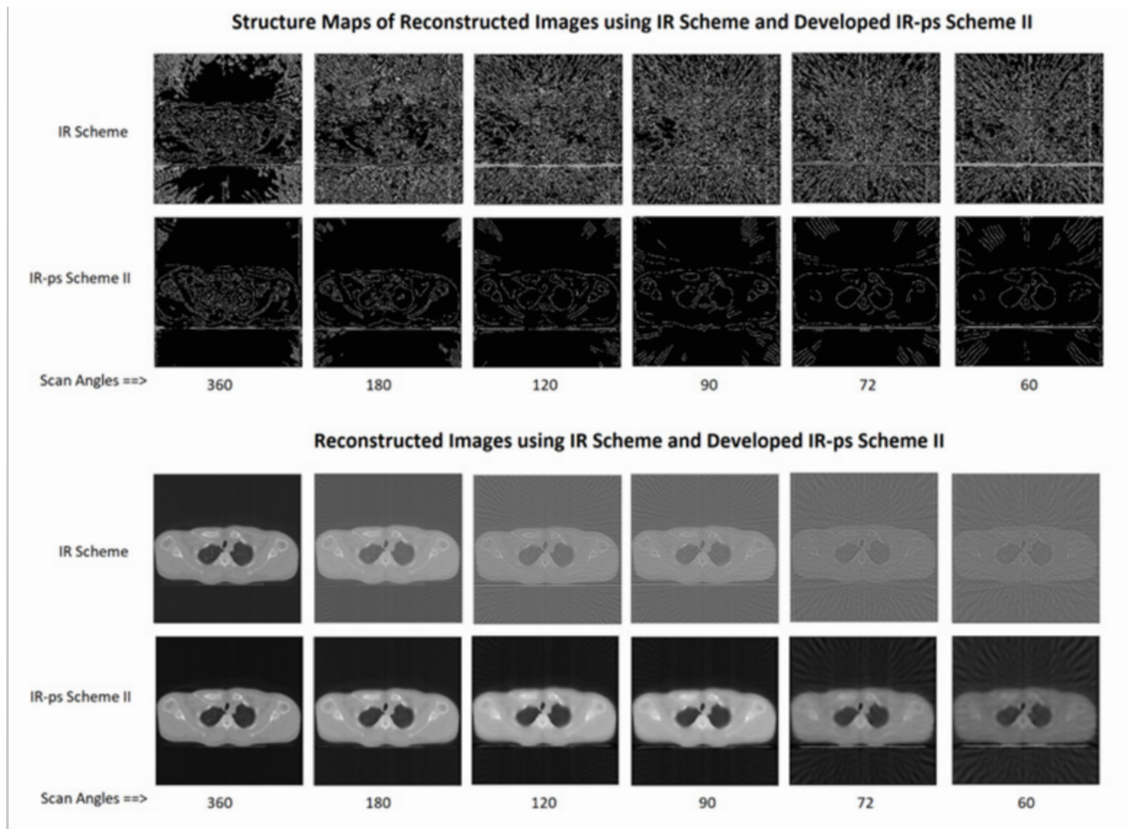 Structure Maps of Reconstructed Images using IR Scheme and Developed IR-ps Scheme II
IR Scheme
IR-ps Scheme II
Scan Angles ==> 360 180 120 90 72 60
Reconstructed Images using IR Scheme and Developed IR-ps Scheme II
IR Scheme
IR-ps Scheme II
Scan Angles ==> 360 180 120 90 72 60